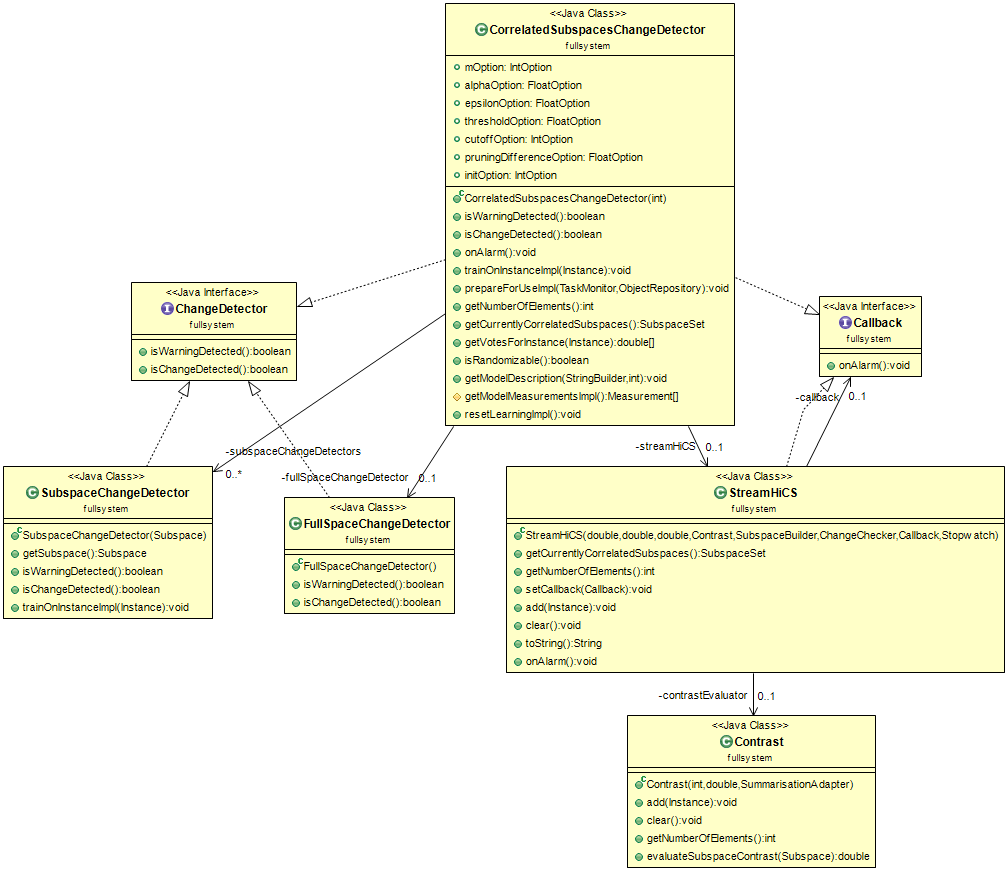 <<Java Class>>
CorrelatedSubspacesChangeDetector
fullsystem
mOption: IntOption
alphaOption: FloatOption
epsilonOption: FloatOption
thresholdOption: FloatOption
cutoffOption: IntOption
pruningDifferenceOption: FloatOption
initOption: IntOption
CorrelatedSubspacesChangeDetector(int)
isWarningDetected():boolean
isChangeDetected():boolean
onAlarm():void
trainOnInstanceImpl(Instance):void
prepareForUseImpl(TaskMonitor,ObjectRepository):void
getNumberOfElements():int
getCurrentlyCorrelatedSubspaces():SubspaceSet
getVotesForInstance(Instance):double[]
isRandomizable():boolean
getModelDescription(StringBuilder,int):void
getModelMeasurementsImpl():Measurement[]
resetLearningImpl():void
<<Java Interface>>
ChangeDetector
fullsystem
isWarningDetected():boolean
isChangeDetected():boolean
<<Java Interface>>
Callback
fullsystem
onAlarm():void
-callback
0..1
-subspaceChangeDetectors
0..*
-fullSpaceChangeDetector
0..1
-streamHiCS
0..1
<<Java Class>>
SubspaceChangeDetector
fullsystem
SubspaceChangeDetector(Subspace)
getSubspace():Subspace
isWarningDetected():boolean
isChangeDetected():boolean
trainOnInstanceImpl(Instance):void
<<Java Class>>
FullSpaceChangeDetector
fullsystem
FullSpaceChangeDetector()
isWarningDetected():boolean
isChangeDetected():boolean
<<Java Class>>
StreamHiCS
fullsystem
StreamHiCS(double,double,double,Contrast,SubspaceBuilder,ChangeChecker,Callback,Stopwatch)
getCurrentlyCorrelatedSubspaces():SubspaceSet
getNumberOfElements():int
setCallback(Callback):void
add(Instance):void
clear():void
toString():String
onAlarm():void
-contrastEvaluator
0..1
<<Java Class>>
Contrast
fullsystem
Contrast(int,double,SummarisationAdapter)
add(Instance):void
clear():void
getNumberOfElements():int
evaluateSubspaceContrast(Subspace):double